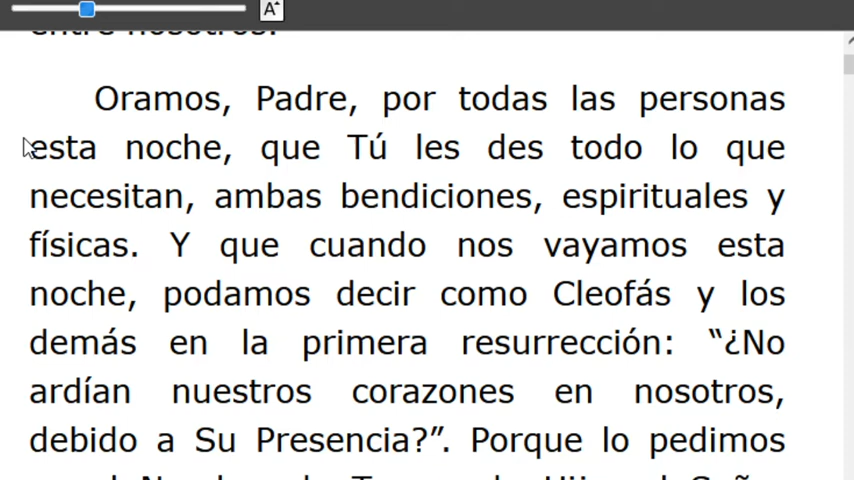 entre nosotros.
Oramos, Padre, por todas las personas
esta noche, que Tú les des todo lo que
necesitan, ambas bendiciones, espirituales y
físicas. Y que cuando nos vayamos esta
noche, podamos decir como Cleofás y los
demás en la primera resurrección: “¿No
ardían nuestros corazones en nosotros,
debido a Su Presencia?”. Porque lo pedimos